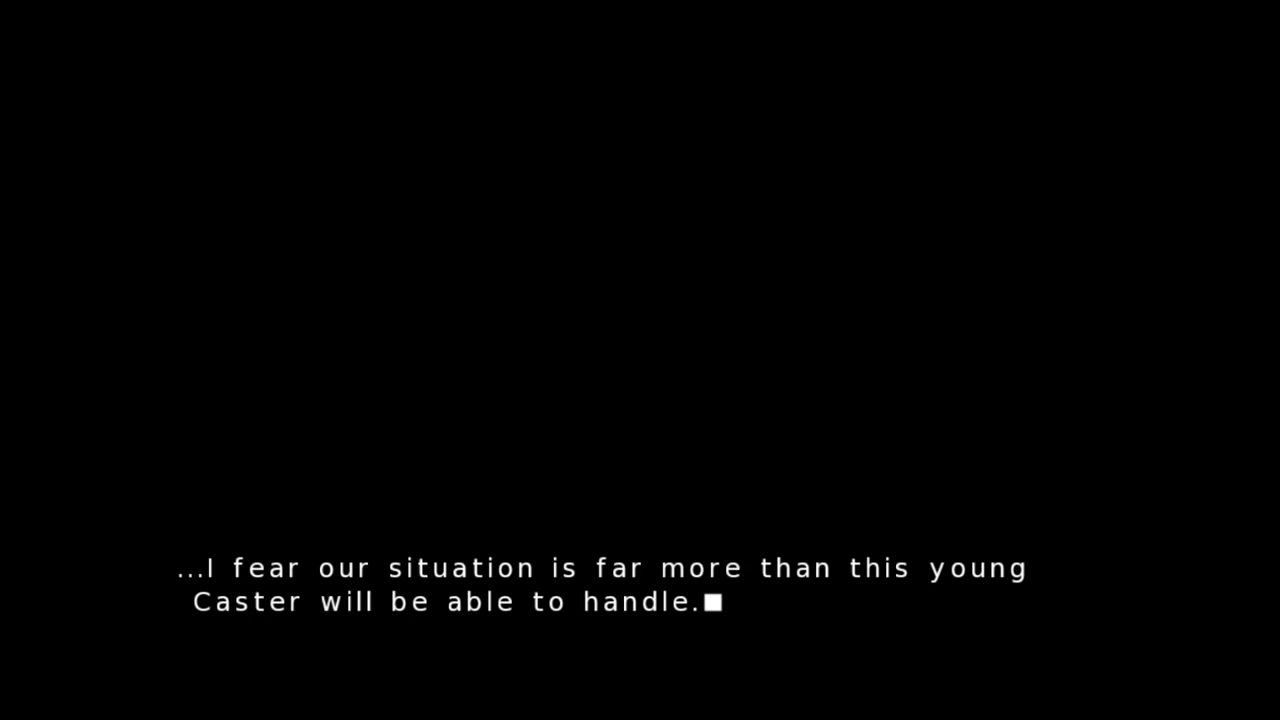 ...I fear our situation is far more than this young
Caster will be able to handle.■